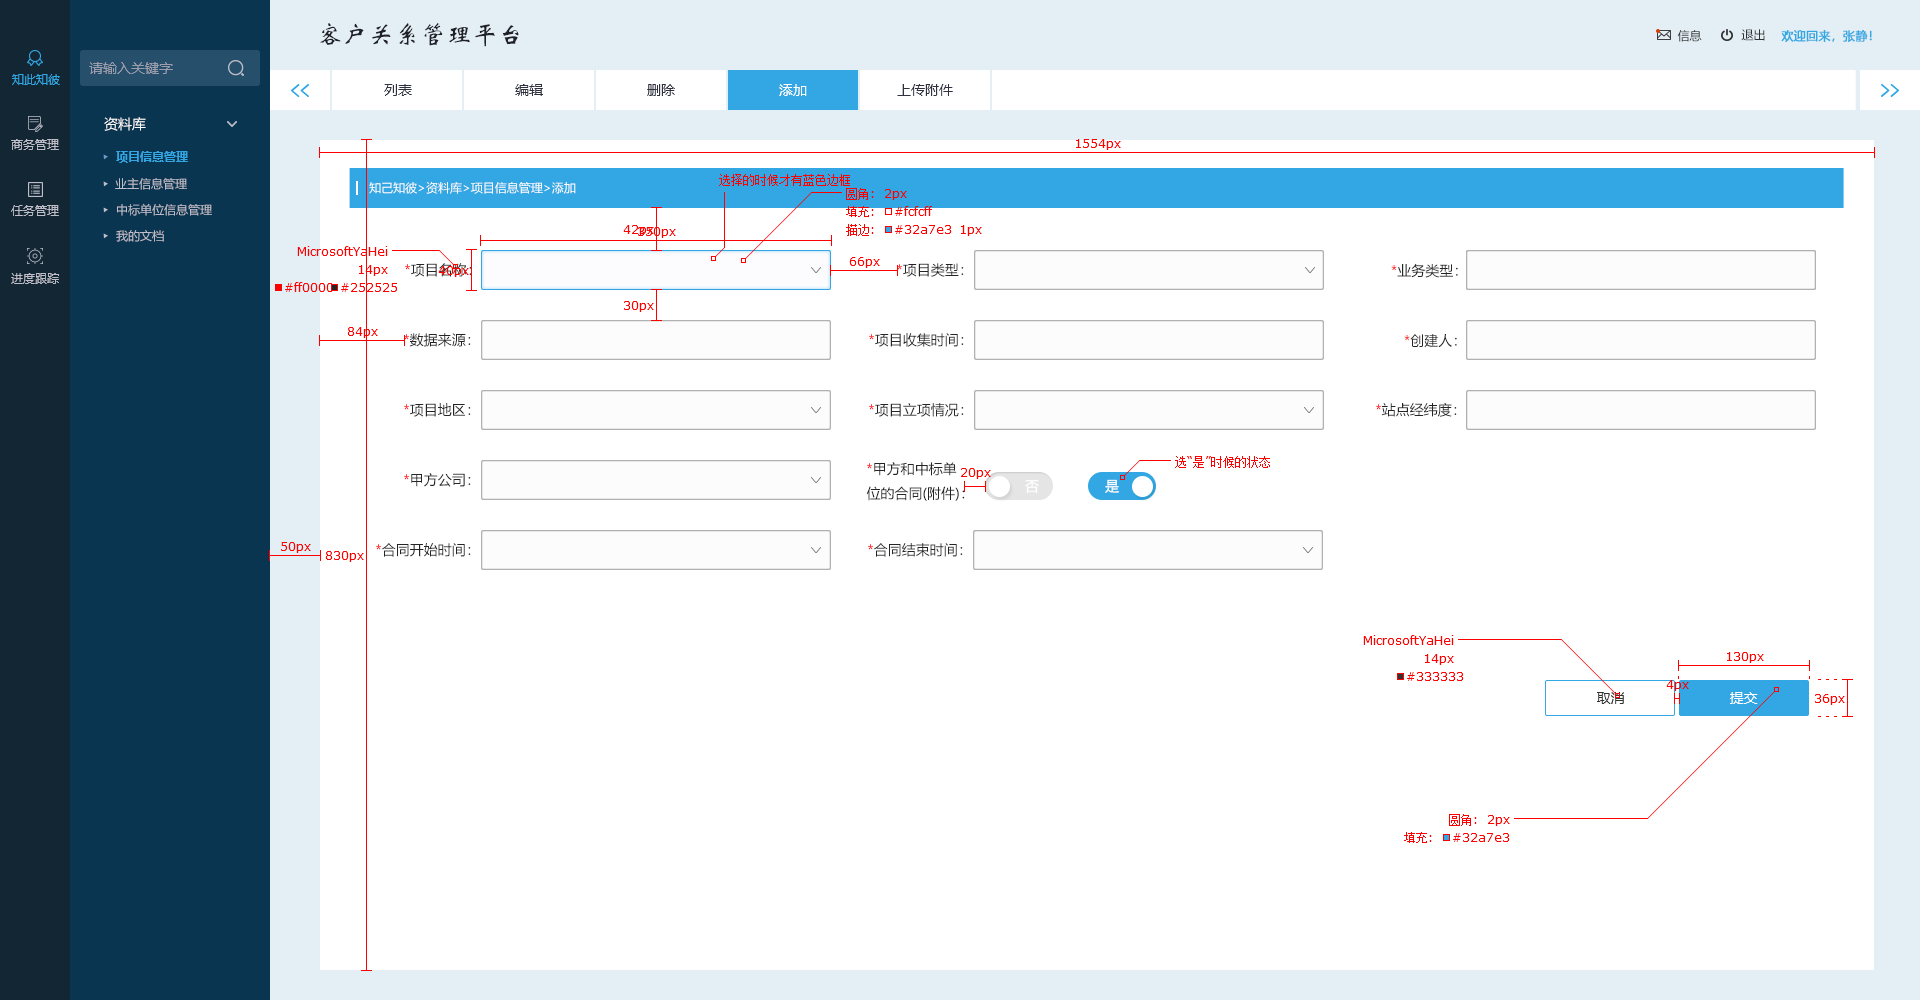 客户关系管理平台
信息
退出
欢迎回来，张静！
知此知彼
商务管理
任务管理
进度跟踪
请输入关键字
资料库
项目信息管理
业主信息管理
中标单位信息管理
我的文档
列表
编辑
删除
添加
上传附件
1554px
知己知彼>资料库>项目信息管理>添加
选择的时候才有蓝色边框
圆角： 2px
填充： #fcfcff
描边： #32a7e3 1px
42px
350px
MicrosoftYaHei
14px
#ff0000
#252525
*项目名称：
40px
66px
*项目类型：
*业务类型：
30px
84px
*数据来源：
*项目收集时间：
*创建人：
*项目地区：
*项目立项情况：
*站点经纬度：
*甲方公司：
*甲方和中标单
位的合同(附件)：
20px
否
是
选“是”时候的状态
50px
830px
*合同开始时间：
*合同结束时间：
MicrosoftYaHei
14px
#333333
130px
4px
36px
取消
提交
圆角： 2px
填充： #32a7e3